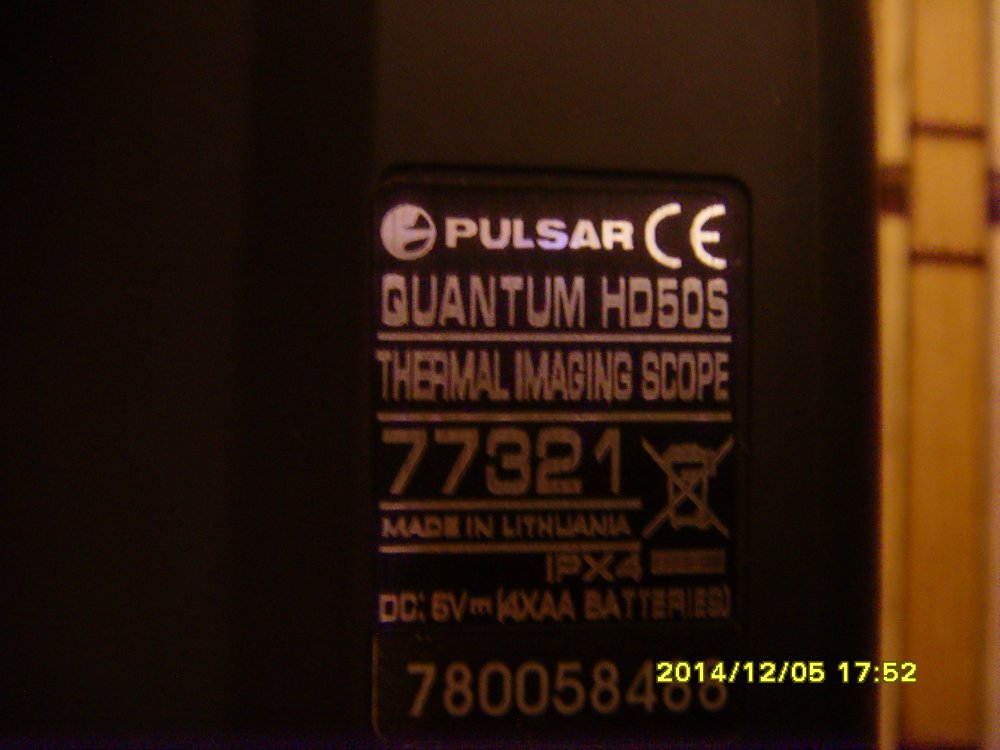 PULSAR CE
QUANTUM HD50S
THERMAL IMAGING SCOPE
77321
MADE IN LITHUANIA
IPX4
DC: 6V (4XAA BATTERIES)
2014/12/05 17:52